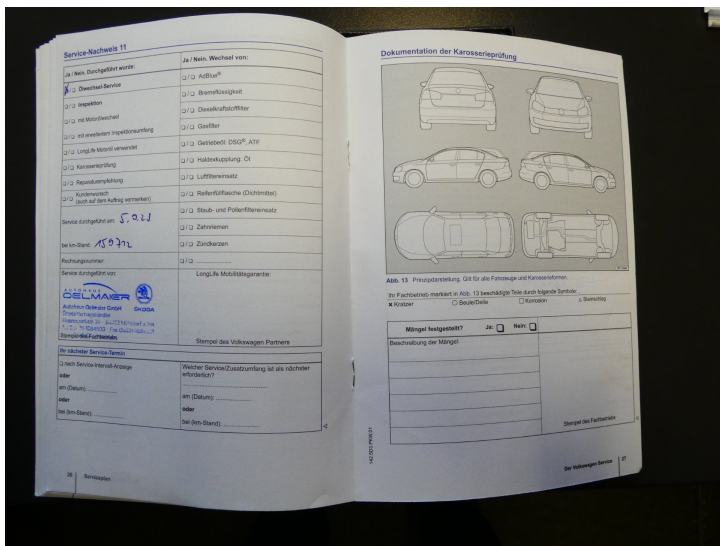 Service-Nachweis 11
Ja / Nein. Durchgeführt wurde:
❏/❏ Ölwechsel-Service
❏/❏ Inspektion
❏/❏ mit Motorölwechsel
❏/❏ mit erweitertem Inspektionsumfang
❏/❏ LongLife Motoröl verwendet
❏/❏ Karosserieprüfung
❏/❏ Reparaturempfehlung
❏/❏ Kundenwunsch
(auch auf dem Auftrag vermerken)
Service durchgeführt am:
bei km-Stand: 159712
Rechnungsnummer:
Service durchgeführt von:
AUTOHAUS
OELMAIER
ŠKODA
Autohaus Oelmaier GmbH
Stempel des Fachbetriebs
Ja / Nein. Wechsel von:
❏/❏ AdBlue®
❏/❏ Bremsflüssigkeit
❏/❏ Dieselkraftstofffilter
❏/❏ Gasfilter
❏/❏ Getriebeöl: DSG®, ATF
❏/❏ Haldexkupplung: Öl
❏/❏ Luftfiltereinsatz
❏/❏ Reifenfüllflasche (Dichtmittel)
❏/❏ Staub- und Pollenfiltereinsatz
❏/❏ Zahnriemen
❏/❏ Zündkerzen
❏/❏ ....................
LongLife Mobilitätsgarantie:
Stempel des Volkswagen Partners
Ihr nächster Service-Termin
❏ nach Service-Intervall-Anzeige
oder
am (Datum): ....................
oder
bei (km-Stand): ....................
Welcher Service/Zusatzumfang ist als nächster
erforderlich?
....................
am (Datum): ....................
oder
bei (km-Stand): ....................
26 Serviceplan
Dokumentation der Karosserieprüfung
Abb. 13 Prinzipdarstellung. Gilt für alle Fahrzeuge und Karosserieformen.
Ihr Fachbetrieb markiert in Abb. 13 beschädigte Teile durch folgende Symbole:
✖ Kratzer ○ Beule/Delle □ Korrosion △ Steinschlag
Mängel festgestellt? Ja: ❏ Nein: ❏
Beschreibung der Mängel:
Stempel des Fachbetriebs
Der Volkswagen Service 27